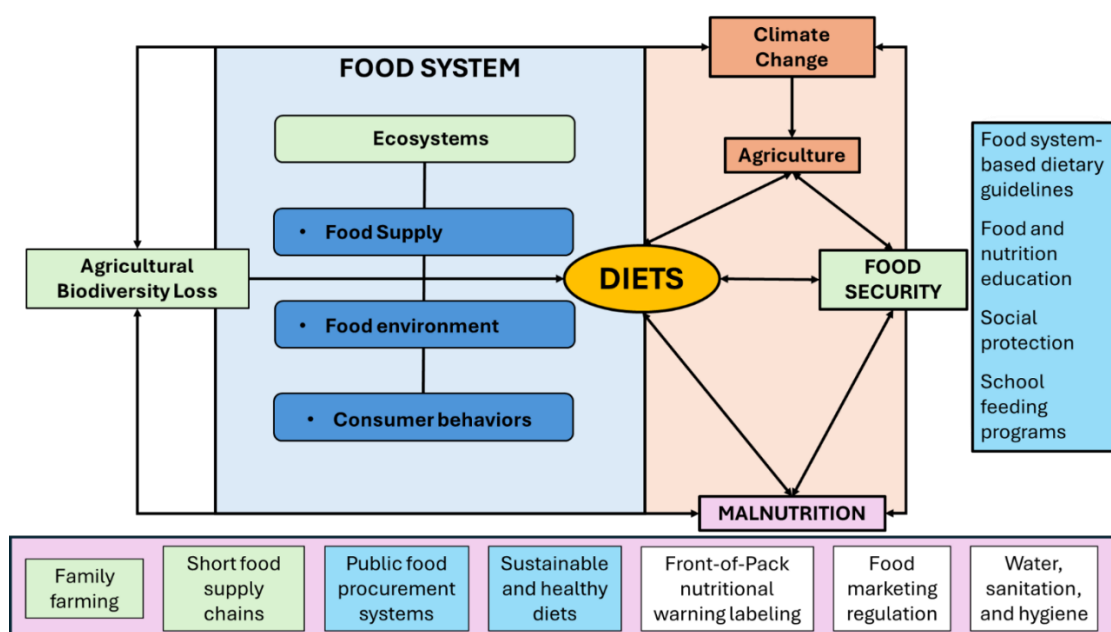 Climate
Change
FOOD SYSTEM
Ecosystems
Agriculture
• Food Supply
Agricultural
Biodiversity Loss
DIETS
FOOD
SECURITY
• Food environment
• Consumer behaviors
MALNUTRITION
Food system-
based dietary
guidelines
Food and
nutrition
education
Social
protection
School
feeding
programs
Family
farming
Short food
supply
chains
Public food
procurement
systems
Sustainable
and healthy
diets
Front-of-Pack
nutritional
warning labeling
Food
marketing
regulation
Water,
sanitation,
and hygiene